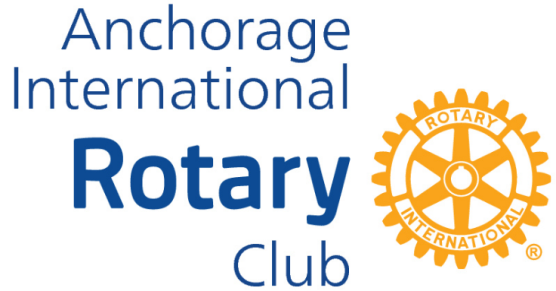 Anchorage
International
Rotary
Club
ROTARY
INTERNATIONAL
®